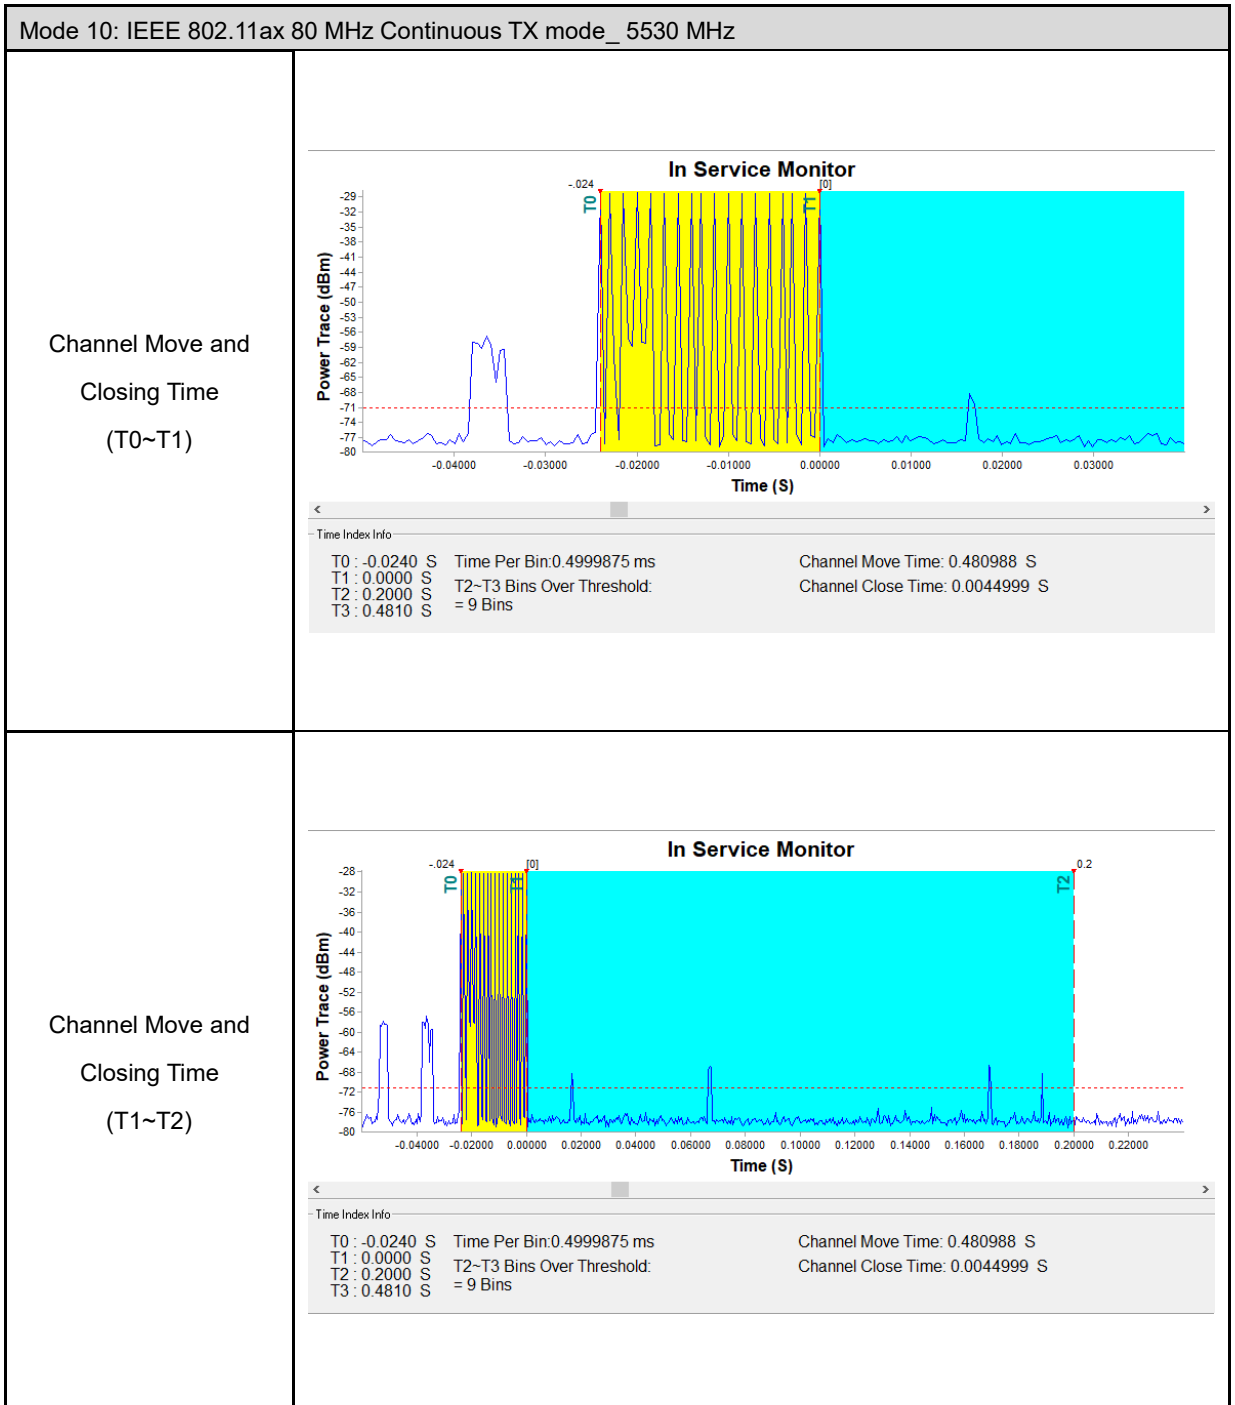 Mode 10: IEEE 802.11ax 80 MHz Continuous TX mode_ 5530 MHz
Channel Move and
Closing Time
(T0~T1)
In Service Monitor
-.024
[0]
T0
T1
Power Trace (dBm)
-29
-32
-35
-38
-41
-44
-47
-50
-53
-56
-59
-62
-65
-68
-71
-74
-77
-80
-0.04000 -0.03000 -0.02000 -0.01000 0.00000 0.01000 0.02000 0.03000
Time (S)
Time Index Info
T0 : -0.0240 S
T1 : 0.0000 S
T2 : 0.2000 S
T3 : 0.4810 S
Time Per Bin:0.4999875 ms
T2~T3 Bins Over Threshold:
= 9 Bins
Channel Move Time: 0.480988 S
Channel Close Time: 0.0044999 S
Channel Move and
Closing Time
(T1~T2)
In Service Monitor
-.024
[0]
0.2
T0
T1
T2
Power Trace (dBm)
-28
-32
-36
-40
-44
-48
-52
-56
-60
-64
-68
-72
-76
-80
-0.04000 -0.02000 0.00000 0.02000 0.04000 0.06000 0.08000 0.10000 0.12000 0.14000 0.16000 0.18000 0.20000 0.22000
Time (S)
Time Index Info
T0 : -0.0240 S
T1 : 0.0000 S
T2 : 0.2000 S
T3 : 0.4810 S
Time Per Bin:0.4999875 ms
T2~T3 Bins Over Threshold:
= 9 Bins
Channel Move Time: 0.480988 S
Channel Close Time: 0.0044999 S